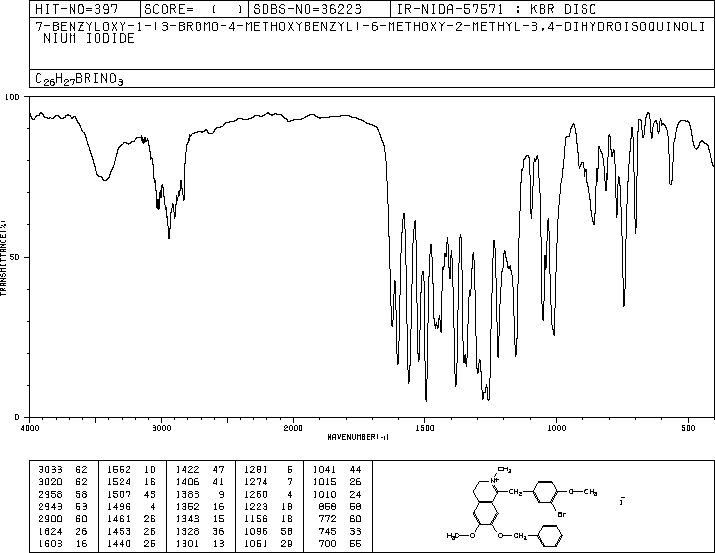 HIT-NO=397 SCORE= ( ) SDBS-NO=36223 IR-NIDA-57571 : KBR DISC
7-BENZYLOXY-1-(3-BROMO-4-METHOXYBENZYL)-6-METHOXY-2-METHYL-3,4-DIHYDROISOQUINOLI
NIUM IODIDE
C26H27BRINO3
100
50
0
TRANSMITTANCE(%)
4000 3000 2000 1500 1000 500
WAVENUMBER(-1)
3033 62 1562 10 1422 47 1281 5 1041 44
3020 62 1524 16 1406 41 1274 7 1015 26
2958 58 1507 45 1383 9 1260 4 1010 24
2943 53 1496 4 1352 16 1223 18 858 58
2900 60 1461 26 1343 15 1156 18 772 60
1624 26 1453 26 1328 36 1096 58 745 33
1603 16 1440 25 1301 13 1051 29 700 55
CH3
N+
CH2
O-CH3
Br
I-
H3C-O
O-CH2